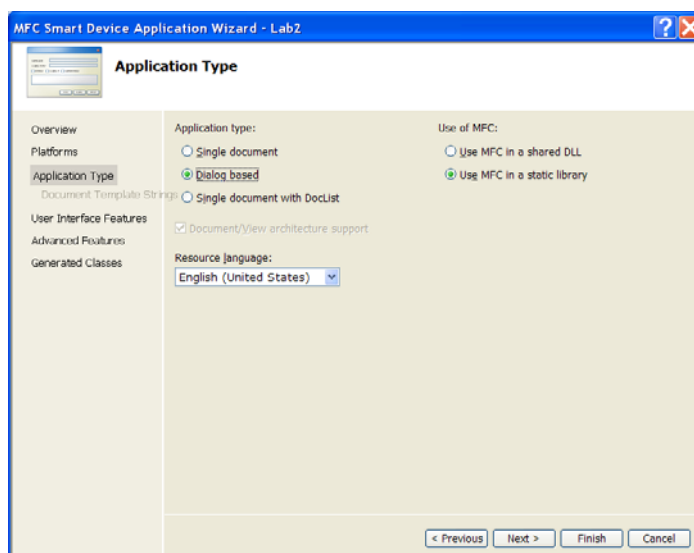 MFC Smart Device Application Wizard - Lab2
Application Type
Overview
Platforms
Application Type
Document Template Strings
User Interface Features
Advanced Features
Generated Classes
Application type:
Single document
Dialog based
Single document with DocList
Document/View architecture support
Resource language:
English (United States)
Use of MFC:
Use MFC in a shared DLL
Use MFC in a static library
< Previous
Next >
Finish
Cancel